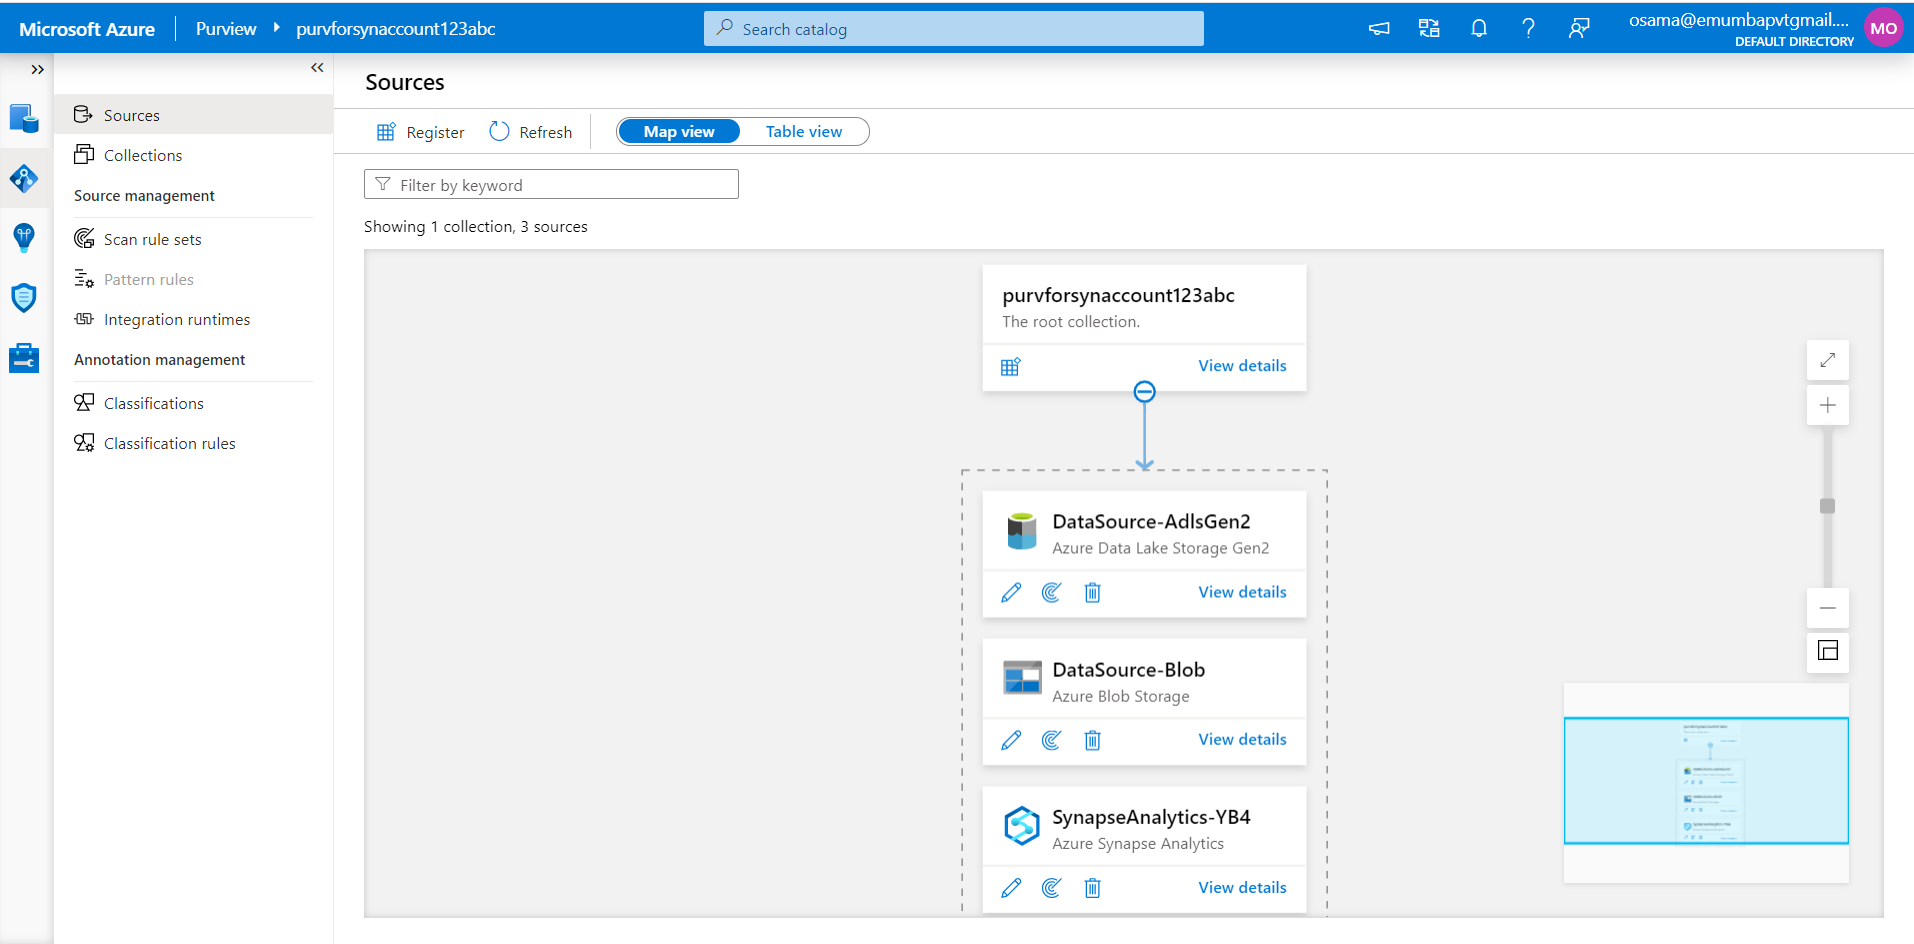 Microsoft Azure
Purview
purvforsynaccount123abc
Search catalog
osama@emumbapvtgmail....
DEFAULT DIRECTORY
MO
Sources
Collections
Source management
Scan rule sets
Pattern rules
Integration runtimes
Annotation management
Classifications
Classification rules
Sources
Register
Refresh
Map view
Table view
Filter by keyword
Showing 1 collection, 3 sources
purvforsynaccount123abc
The root collection.
View details
DataSource-AdlsGen2
Azure Data Lake Storage Gen2
View details
DataSource-Blob
Azure Blob Storage
View details
SynapseAnalytics-YB4
Azure Synapse Analytics
View details